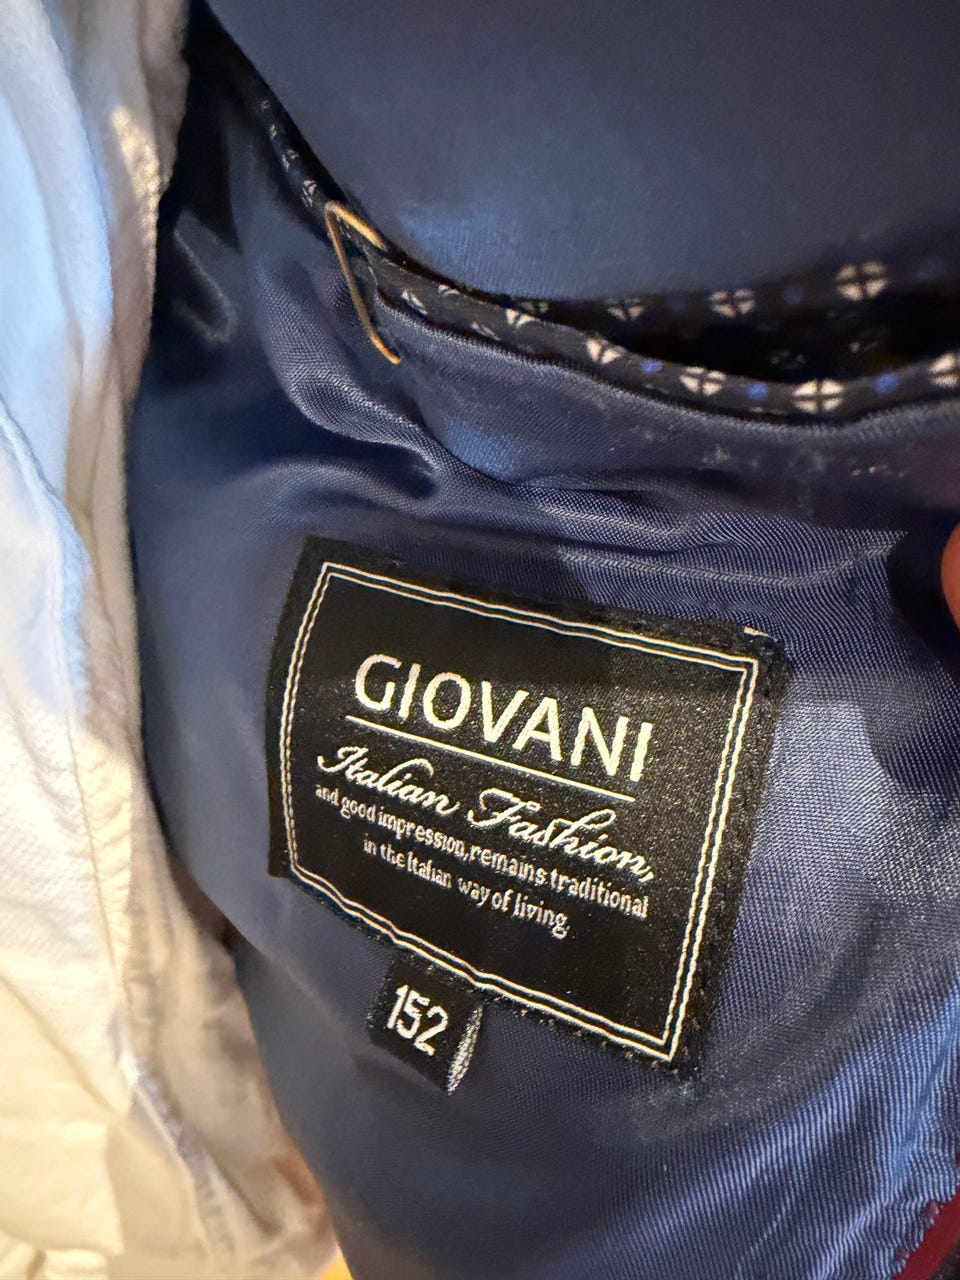 GIOVANI
Italian Fashion,
and good impression, remains traditional
in the Italian way of living
152